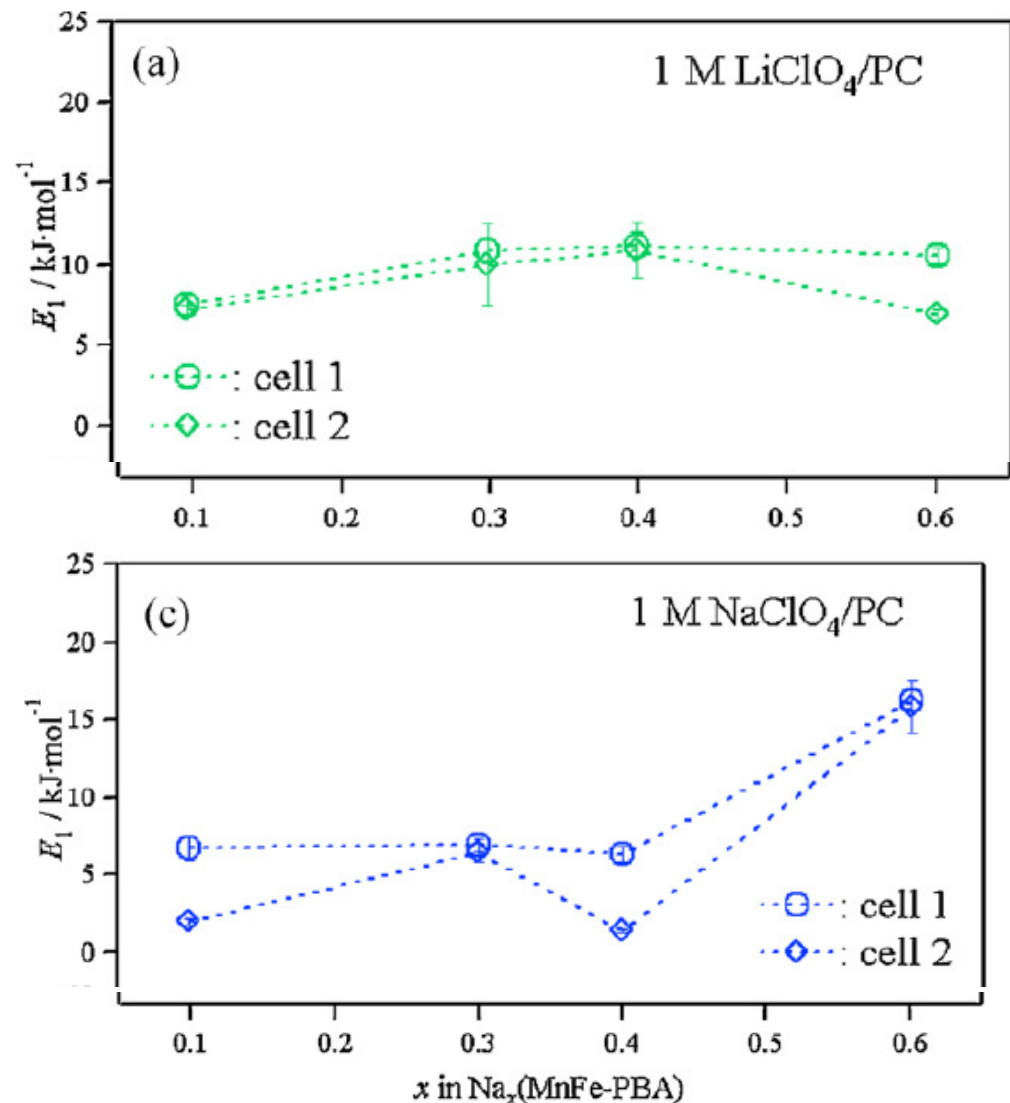 (a)
1 M LiClO₄/PC
E₁ / kJ·mol⁻¹
25
20
15
10
5
0
: cell 1
: cell 2
0.1 0.2 0.3 0.4 0.5 0.6
(c)
1 M NaClO₄/PC
E₁ / kJ·mol⁻¹
25
20
15
10
5
0
: cell 1
: cell 2
0.1 0.2 0.3 0.4 0.5 0.6
x in Naₓ(MnFe-PBA)